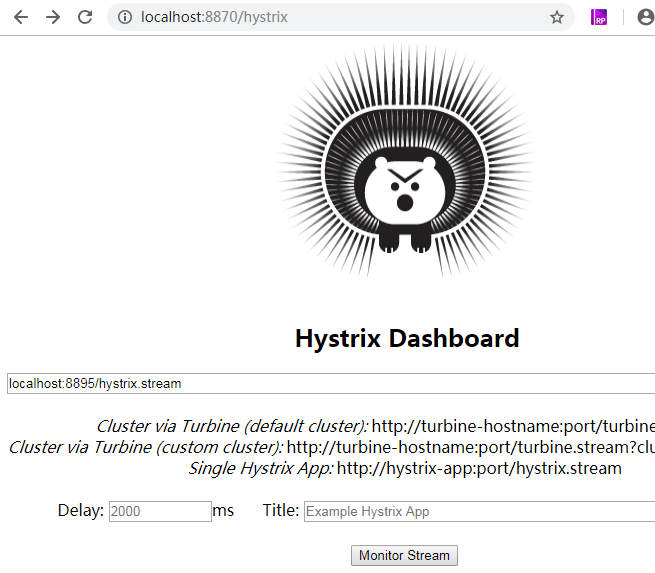 localhost:8870/hystrix
RP
Hystrix Dashboard
localhost:8895/hystrix.stream
Cluster via Turbine (default cluster): http://turbine-hostname:port/turbine
Cluster via Turbine (custom cluster): http://turbine-hostname:port/turbine.stream?clu
Single Hystrix App: http://hystrix-app:port/hystrix.stream
Delay: 2000 ms Title: Example Hystrix App
Monitor Stream